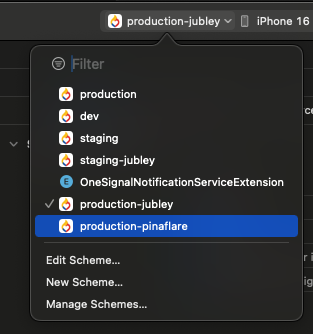 production-jubley
iPhone 16
Filter
production
dev
staging
staging-jubley
E OneSignalNotificationServiceExtension
production-jubley
production-pinaflare
Edit Scheme...
New Scheme...
Manage Schemes...